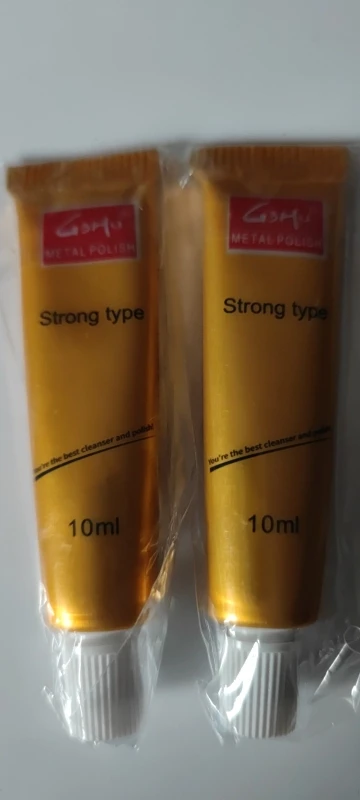 METAL POLISH
Strong type
You're the best cleanser and polish
10ml
METAL POLISH
Strong type
You're the best cleanser and polish
10ml